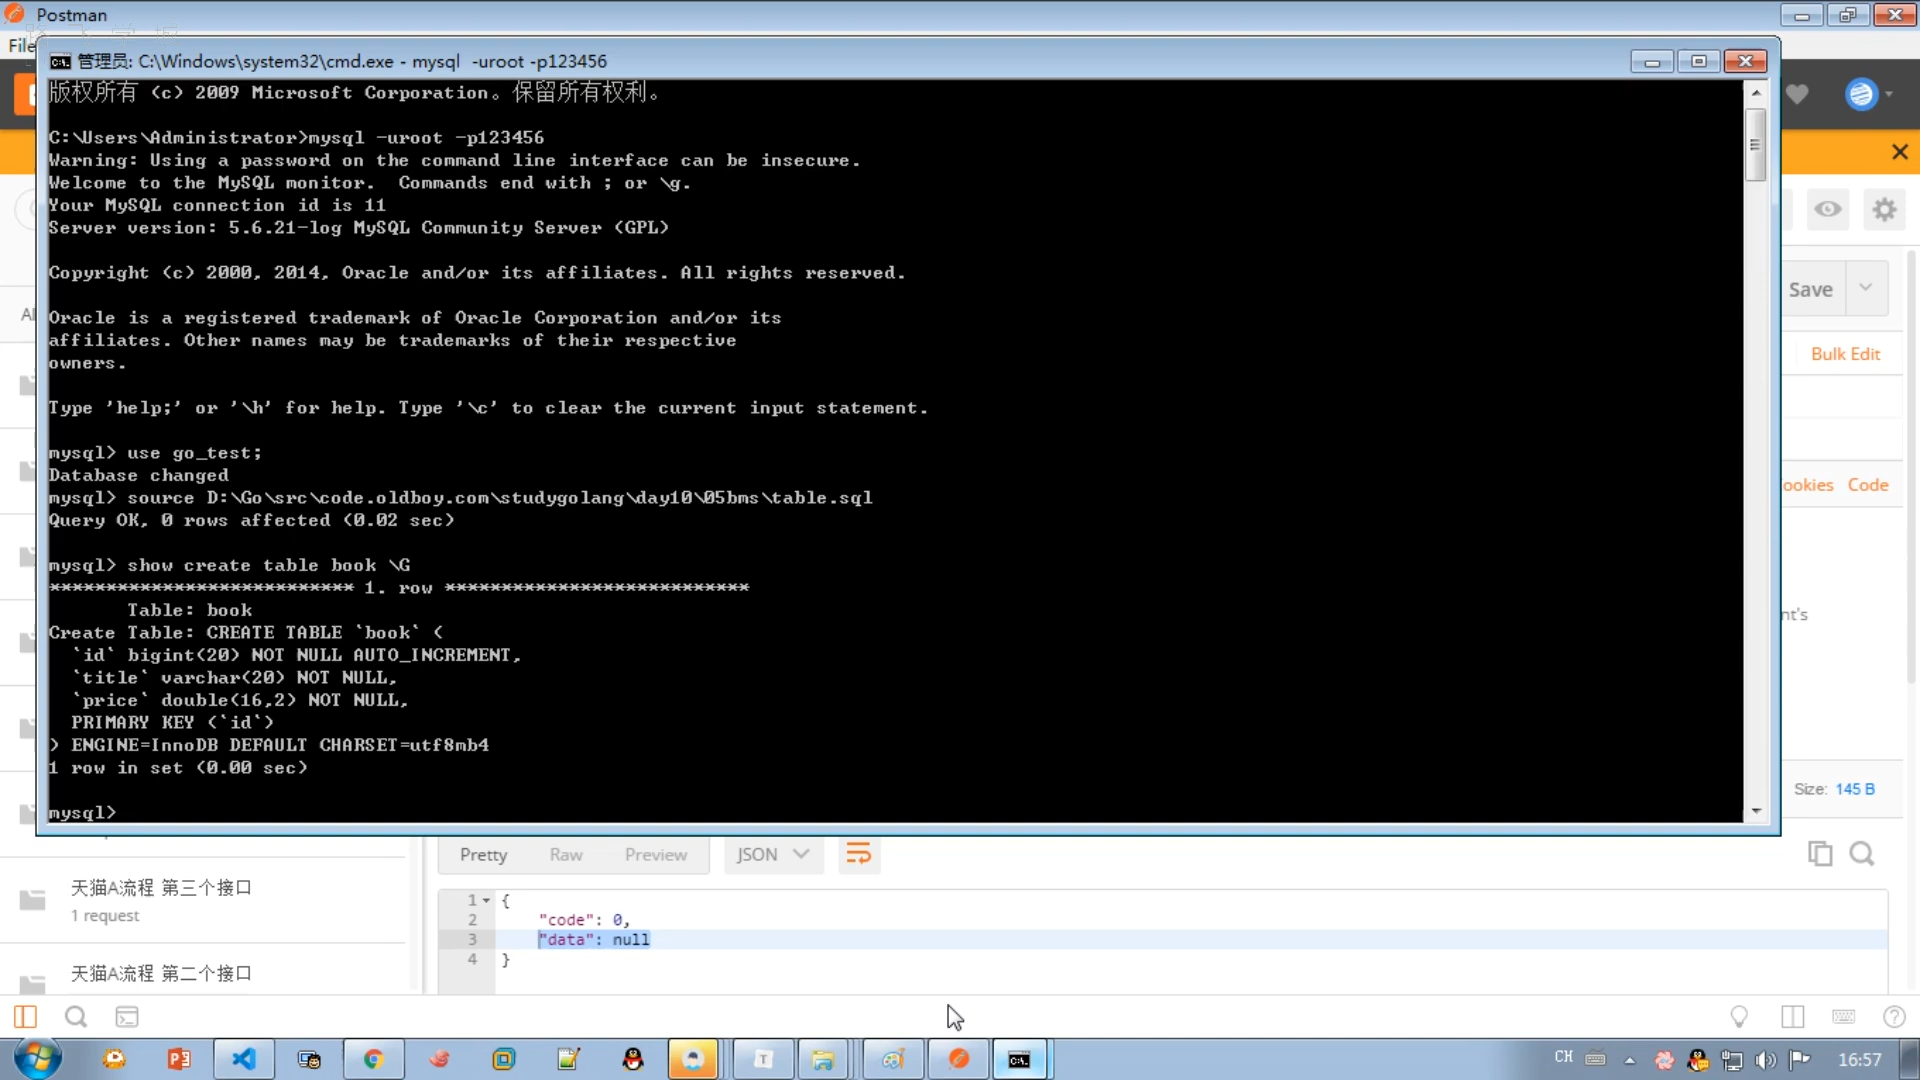 Postman
File
管理员: C:\Windows\system32\cmd.exe - mysql  -uroot -p123456
版权所有 (c) 2009 Microsoft Corporation。保留所有权利。
C:\Users\Administrator>mysql -uroot -p123456
Warning: Using a password on the command line interface can be insecure.
Welcome to the MySQL monitor.  Commands end with ; or \g.
Your MySQL connection id is 11
Server version: 5.6.21-log MySQL Community Server (GPL)
Copyright (c) 2000, 2014, Oracle and/or its affiliates. All rights reserved.
Oracle is a registered trademark of Oracle Corporation and/or its
affiliates. Other names may be trademarks of their respective
owners.
Type 'help;' or '\h' for help. Type '\c' to clear the current input statement.
mysql> use go_test;
Database changed
mysql> source D:\Go\src\code.oldboy.com\studygolang\day10\05bms\table.sql
Query OK, 0 rows affected (0.02 sec)
mysql> show create table book \G
*************************** 1. row ***************************
       Table: book
Create Table: CREATE TABLE `book` (
  `id` bigint(20) NOT NULL AUTO_INCREMENT,
  `title` varchar(20) NOT NULL,
  `price` double(16,2) NOT NULL,
  PRIMARY KEY (`id`)
) ENGINE=InnoDB DEFAULT CHARSET=utf8mb4
1 row in set (0.00 sec)
mysql>
Save
Bulk Edit
ookies Code
nt's
Size: 145 B
Pretty Raw Preview JSON
天猫A流程 第三个接口
1 request
天猫A流程 第二个接口
1 {
2 "code": 0,
3 "data": null
4 }
CH 16:57